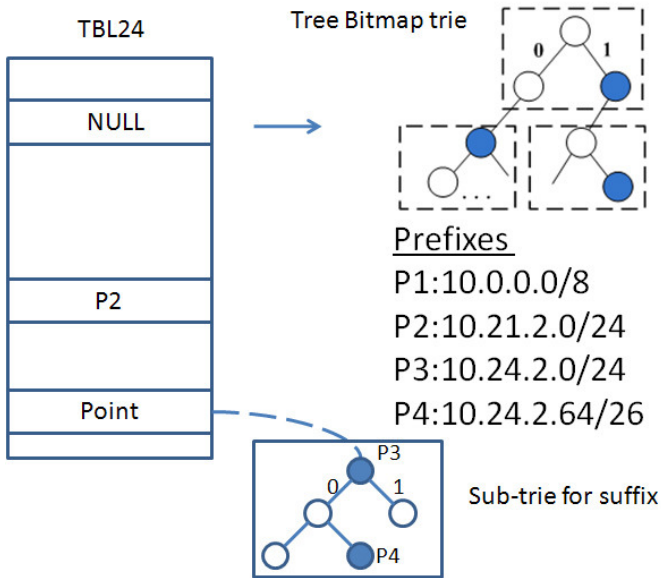 TBL24
Tree Bitmap trie
0 1
NULL
...
Prefixes
P1:10.0.0.0/8
P2:10.21.2.0/24
P3:10.24.2.0/24
P4:10.24.2.64/26
P2
Point
P3
0 1
P4
Sub-trie for suffix